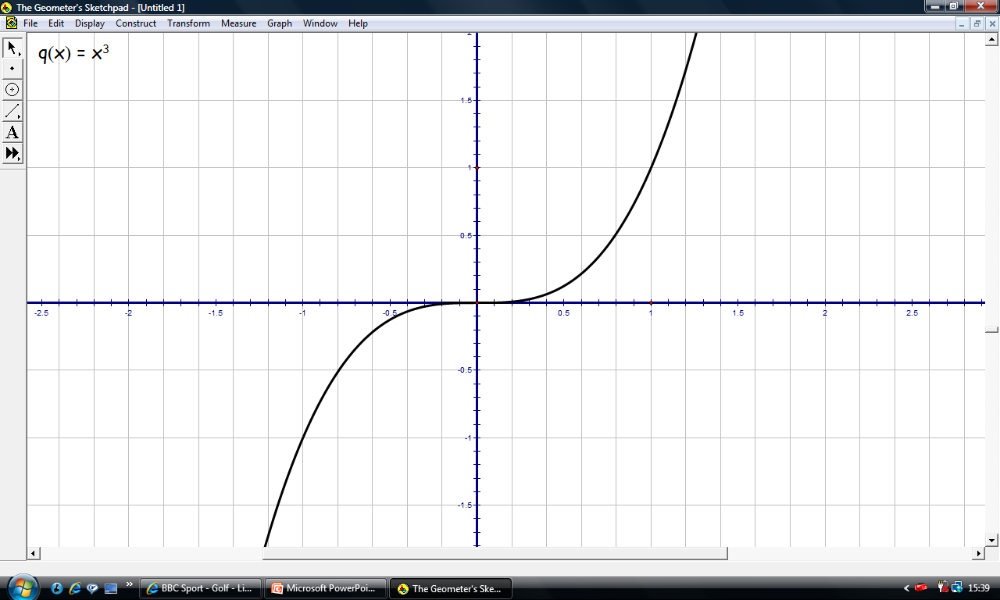 The Geometer's Sketchpad - [Untitled 1]
File Edit Display Construct Transform Measure Graph Window Help
q(x) = x³
A
2
1.5
1
0.5
-2.5 -2 -1.5 -1 -0.5 0.5 1 1.5 2 2.5
-0.5
-1
-1.5
BBC Sport - Golf - Li... Microsoft PowerPoi... The Geometer's Ske... 15:39